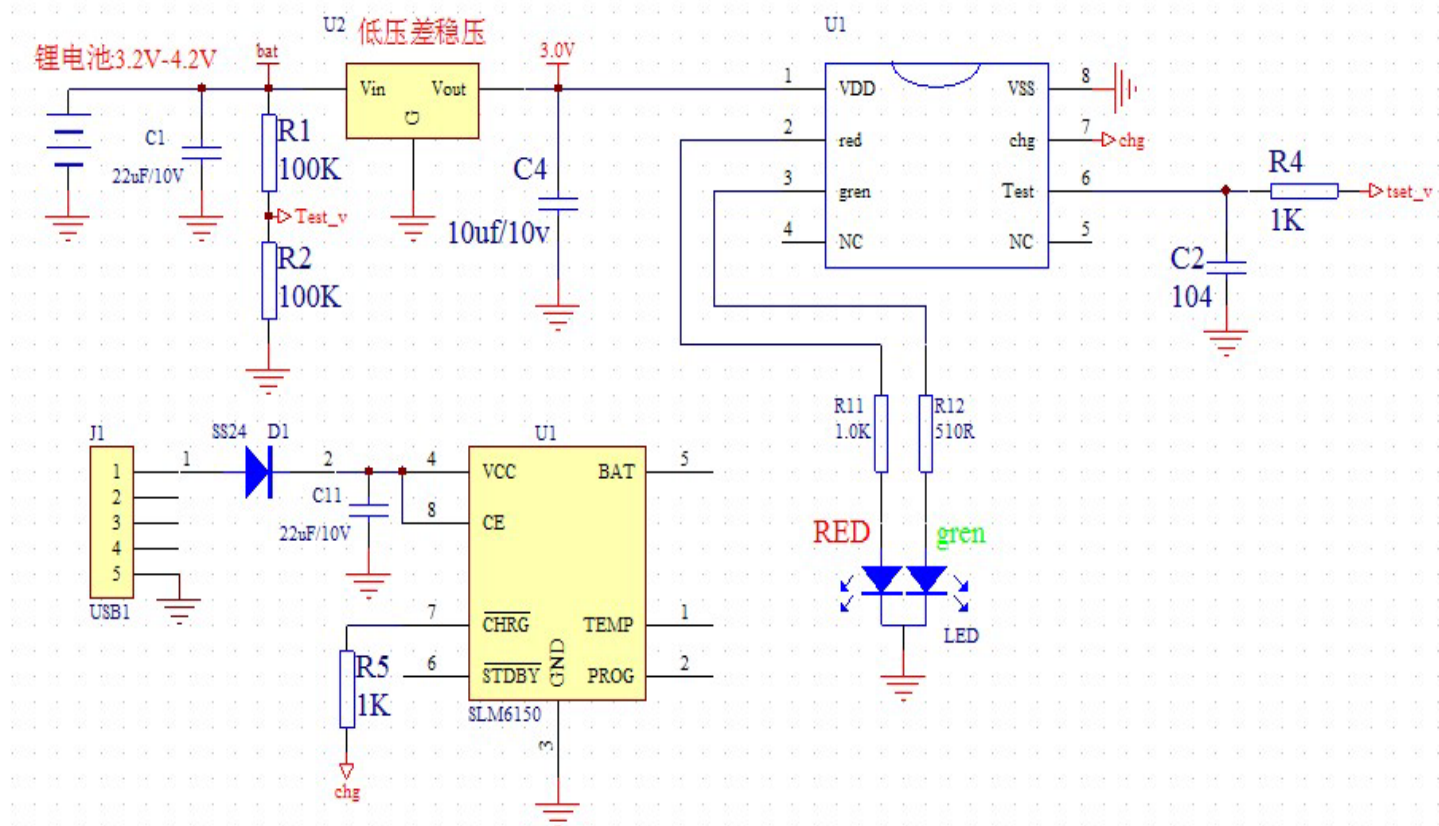 U2
低压差稳压
U1
锂电池:3.2V-4.2V
bat
3.0V
Vin
Vout
G
C1
22uF/10V
R1
100K
Test_v
R2
100K
C4
10uf/10v
1
VDD
VSS
8
2
red
chg
7
chg
3
gren
Test
6
4
NC
NC
5
R4
1K
tset_v
C2
104
R11
1.0K
R12
510R
RED
gren
LED
J1
1
2
3
4
5
USB1
1
SS24
D1
2
C11
22uF/10V
U1
4
VCC
BAT
5
8
CE
7
CHRG
TEMP
1
6
STDBY
GND
PROG
2
SLM6150
3
R5
1K
chg